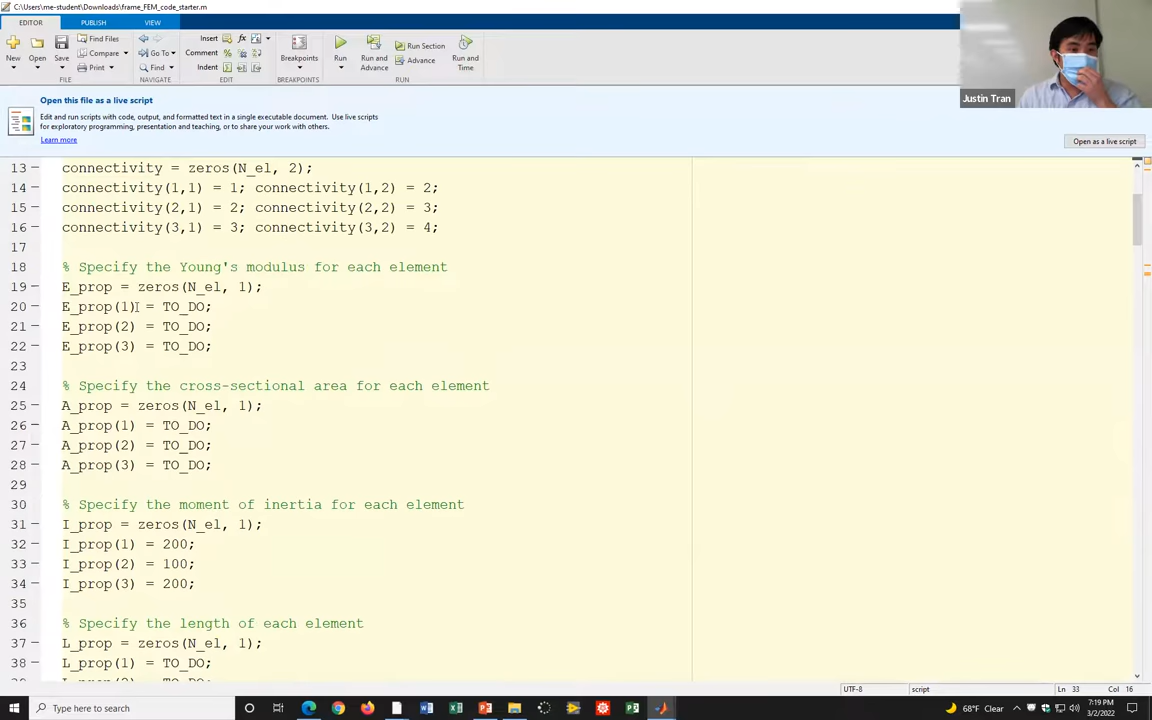 C:\Users\me-student\Downloads\frame_FEM_code_starter.m
EDITOR PUBLISH VIEW
New Open Save Find Files Compare Print Go To Find Insert fx Comment Indent Breakpoints Run Run and Advance Run Section Advance Run and Time
FILE NAVIGATE EDIT BREAKPOINTS RUN
Justin Tran
Open this file as a live script
Edit and run scripts with code, output, and formatted text in a single executable document. Use live scripts
for exploratory programming, presentation and teaching, or to share your work with others.
Learn more
Open as a live script
13 connectivity = zeros(N_el, 2);
14 connectivity(1,1) = 1; connectivity(1,2) = 2;
15 connectivity(2,1) = 2; connectivity(2,2) = 3;
16 connectivity(3,1) = 3; connectivity(3,2) = 4;
17
18 % Specify the Young's modulus for each element
19 E_prop = zeros(N_el, 1);
20 E_prop(1) = TO_DO;
21 E_prop(2) = TO_DO;
22 E_prop(3) = TO_DO;
23
24 % Specify the cross-sectional area for each element
25 A_prop = zeros(N_el, 1);
26 A_prop(1) = TO_DO;
27 A_prop(2) = TO_DO;
28 A_prop(3) = TO_DO;
29
30 % Specify the moment of inertia for each element
31 I_prop = zeros(N_el, 1);
32 I_prop(1) = 200;
33 I_prop(2) = 100;
34 I_prop(3) = 200;
35
36 % Specify the length of each element
37 L_prop = zeros(N_el, 1);
38 L_prop(1) = TO_DO;
UTF-8 script Ln 33 Col 16
Type here to search 68°F Clear 7:19 PM
3/2/2022